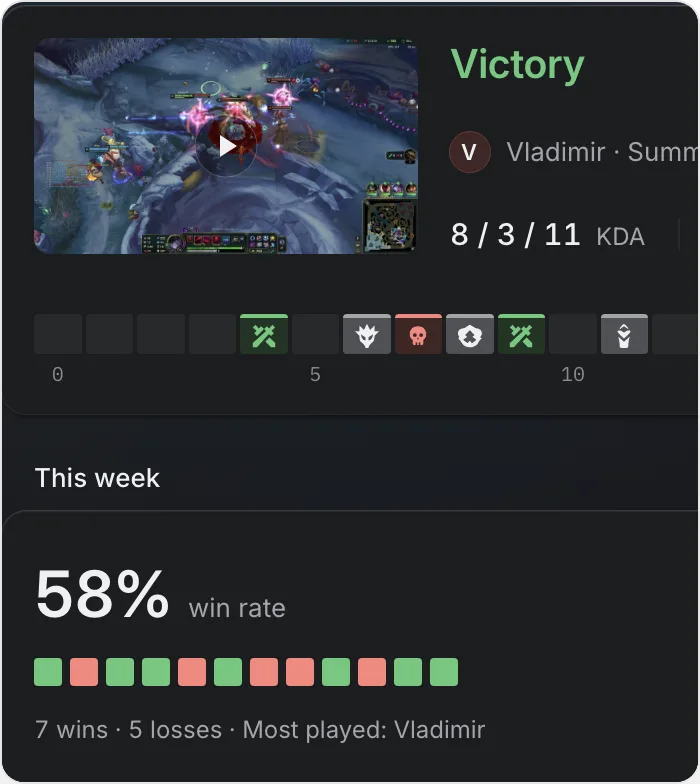 Victory
V Vladimir · Summ
8 / 3 / 11 KDA
0 5 10
This week
58% win rate
7 wins · 5 losses · Most played: Vladimir